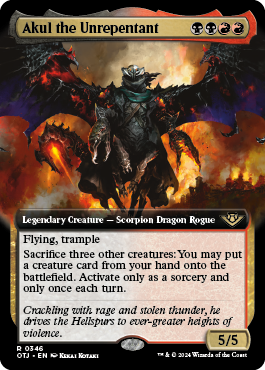 Akul the Unrepentant
Legendary Creature — Scorpion Dragon Rogue
Flying, trample
Sacrifice three other creatures: You may
put a creature card from your hand onto the
battlefield. Activate only as a sorcery and
only once each turn.
Crackling with rage and stolen thunder, he
drives the Hellspurs to ever-greater heights of
violence.
5/5
R 0346
OTJ • EN KEKAI KOTAKI
™ & © 2024 Wizards of the Coast